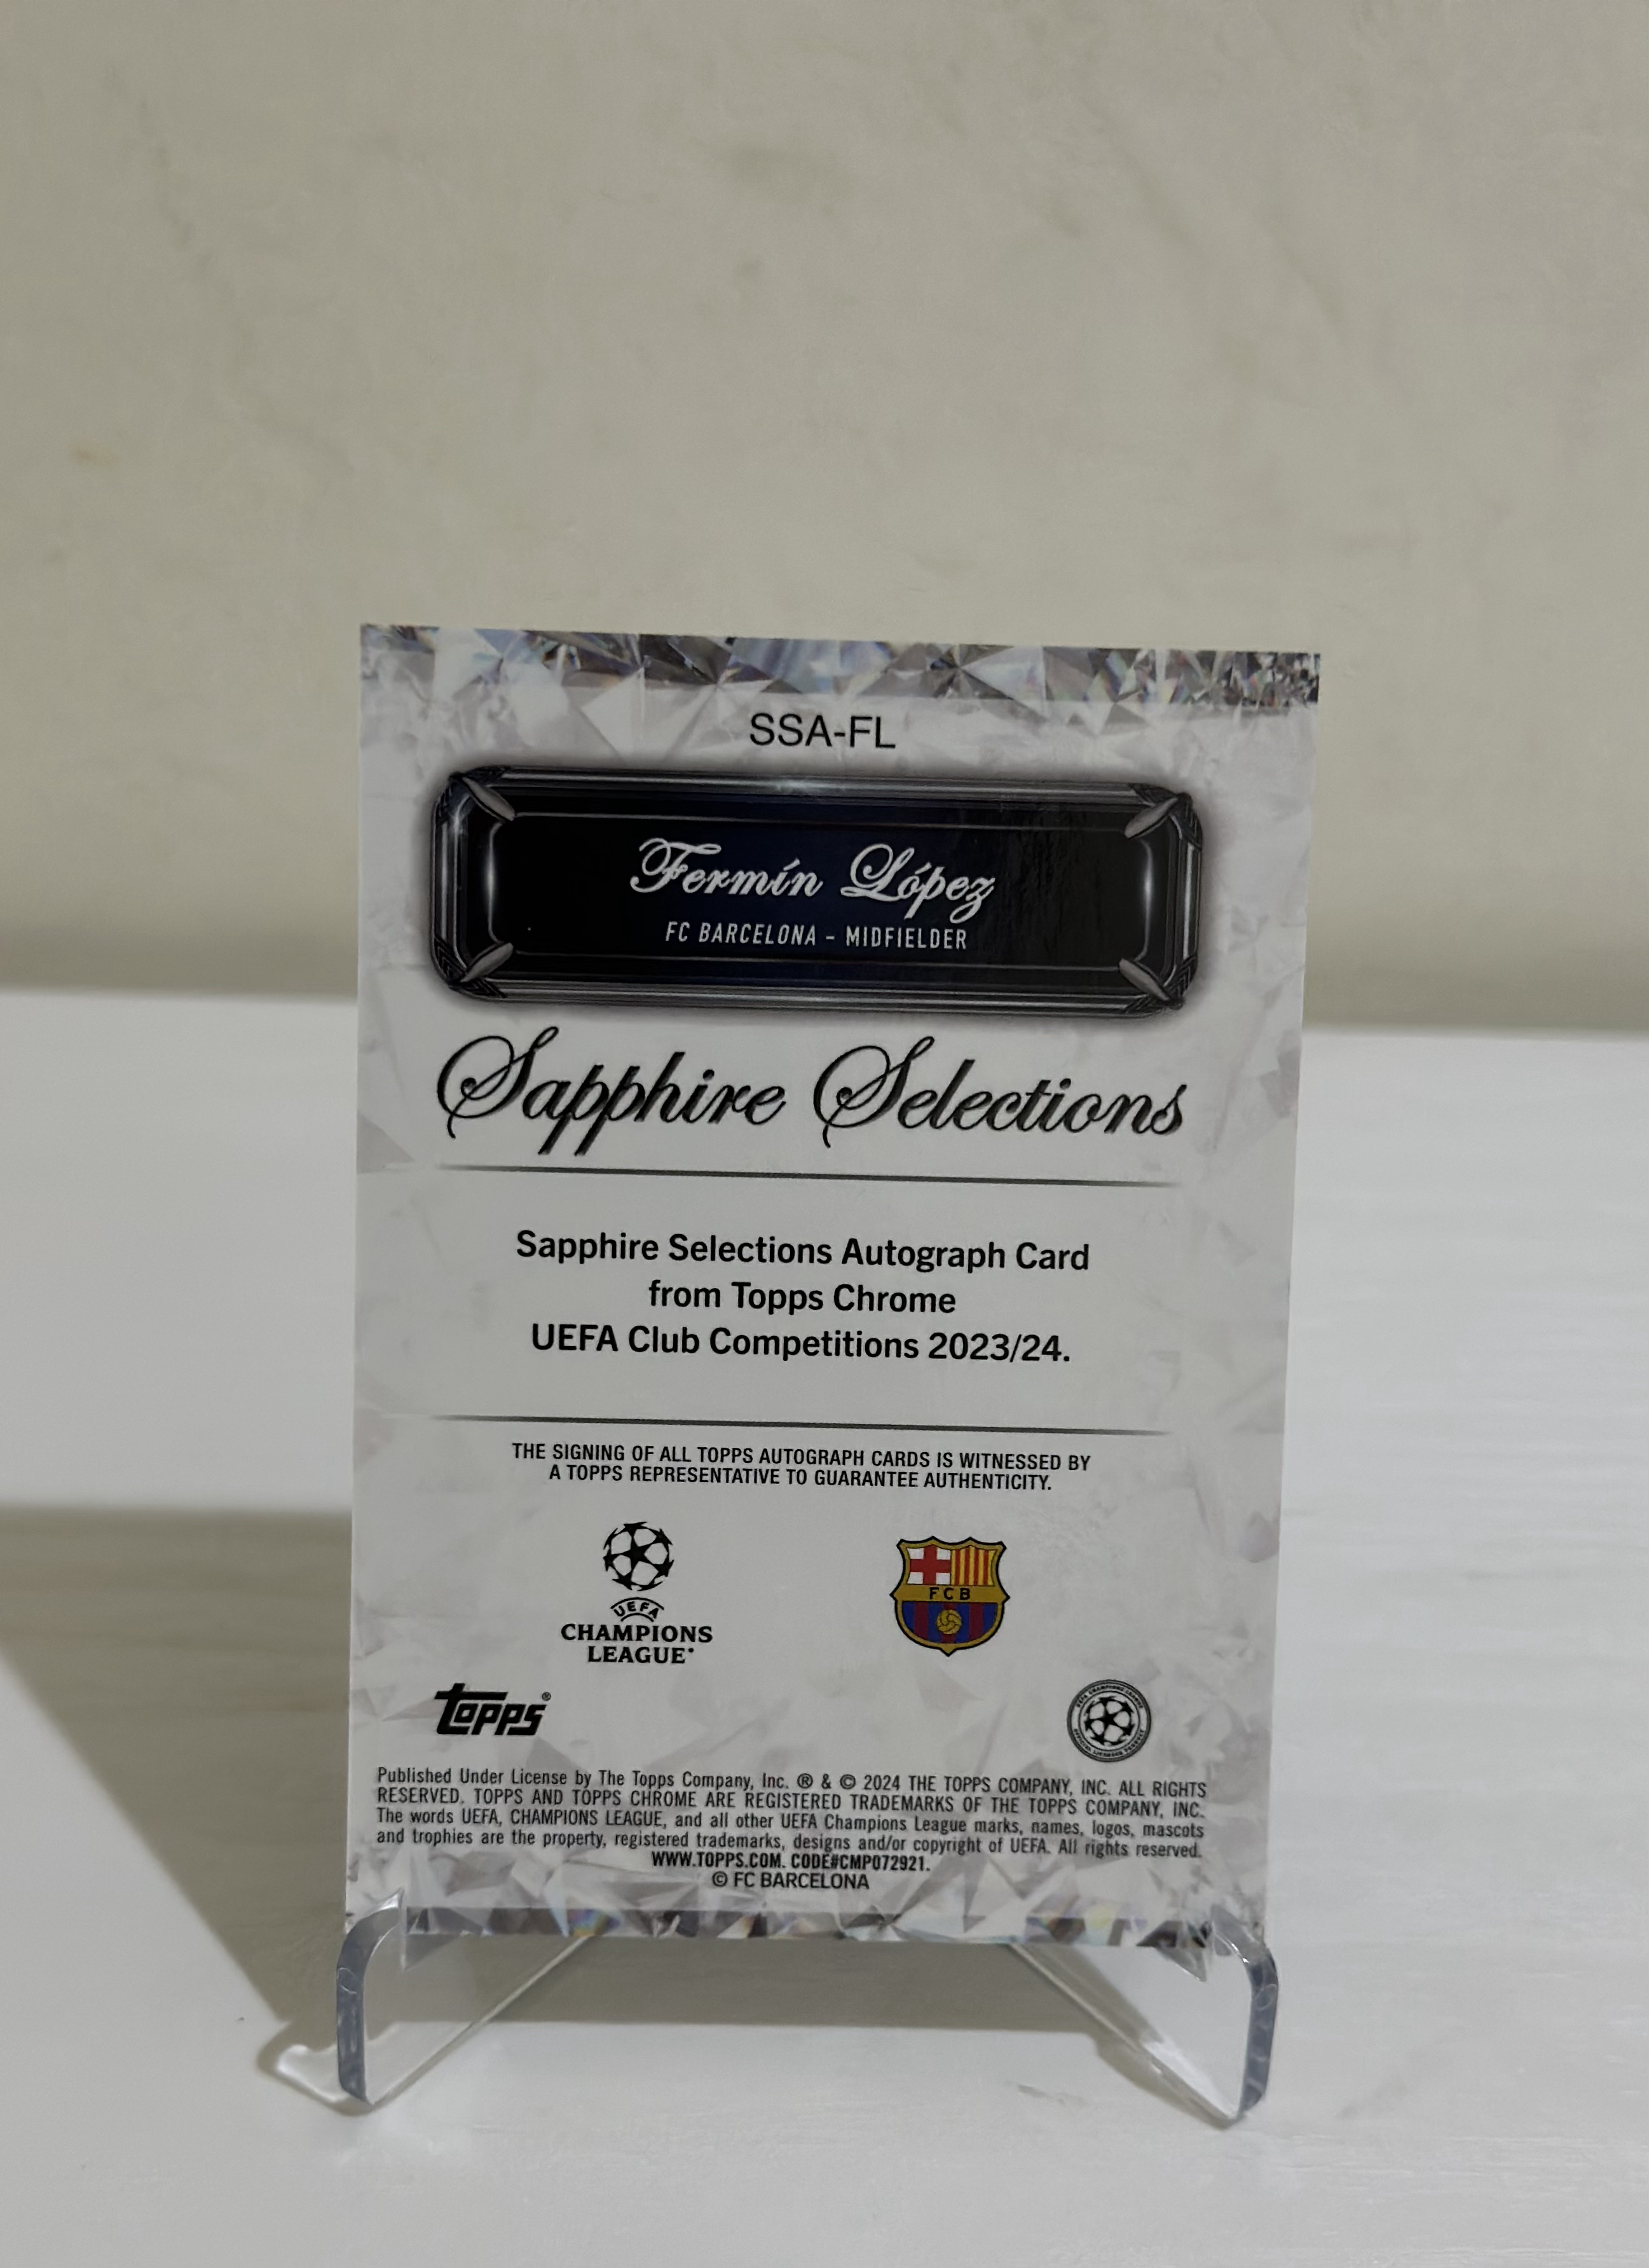 SSA-FL
Fermín López
FC BARCELONA - MIDFIELDER
Sapphire Selections
Sapphire Selections Autograph Card
from Topps Chrome
UEFA Club Competitions 2023/24.
THE SIGNING OF ALL TOPPS AUTOGRAPH CARDS IS WITNESSED BY
A TOPPS REPRESENTATIVE TO GUARANTEE AUTHENTICITY.
UEFA
CHAMPIONS
LEAGUE
FCB
topps®
Published Under License by The Topps Company, Inc. ® & © 2024 THE TOPPS COMPANY, INC. ALL RIGHTS
RESERVED. TOPPS AND TOPPS CHROME ARE REGISTERED TRADEMARKS OF THE TOPPS COMPANY, INC.
The words UEFA, CHAMPIONS LEAGUE, and all other UEFA Champions League marks, names, logos, mascots
and trophies are the property, registered trademarks, designs and/or copyright of UEFA. All rights reserved.
WWW.TOPPS.COM. CODE#CMP072921.
© FC BARCELONA